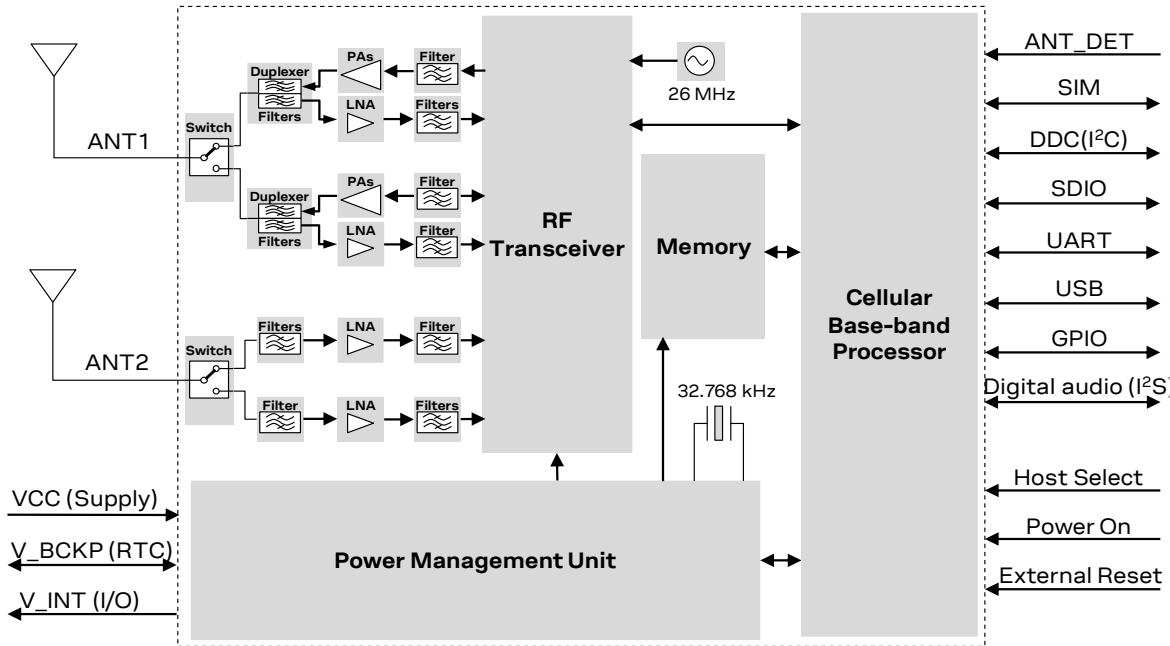 PAs
Filter
Duplexer
LNA
Filters
Filters
Switch
ANT1
26 MHz
PAs
Filter
Duplexer
LNA
Filter
Filters
RF
Transceiver
Memory
Cellular
Base-band
Processor
ANT_DET
SIM
DDC(I²C)
SDIO
UART
USB
GPIO
Digital audio (I²S)
Filters
LNA
Filter
Switch
ANT2
Filter
LNA
Filters
32.768 kHz
Host Select
Power On
External Reset
VCC (Supply)
V_BCKP (RTC)
V_INT (I/O)
Power Management Unit